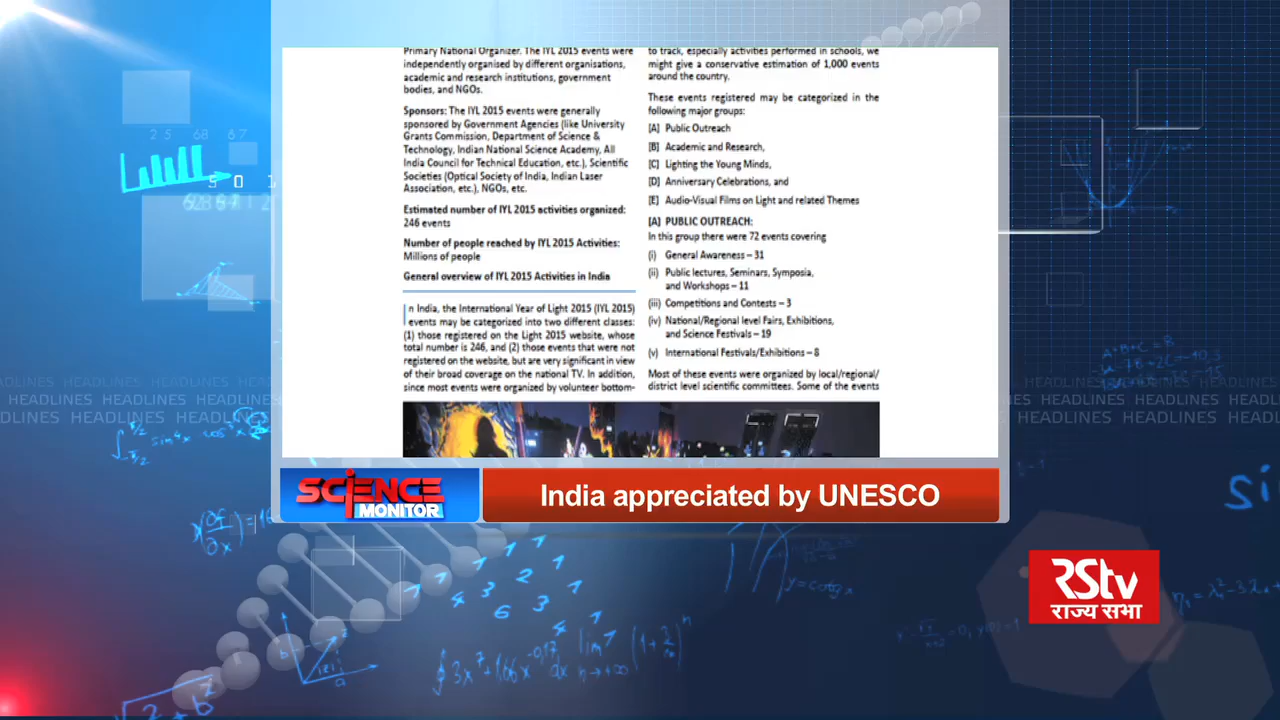 Primary National Organizer. The IYL 2015 events were
independently organised by different organisations,
academic and research institutions, government
bodies, and NGOs.
Sponsors: The IYL 2015 events were generally
sponsored by Government Agencies (like University
Grants Commission, Department of Science &
Technology, Indian National Science Academy, All
India Council for Technical Education, etc.), Scientific
Societies (Optical Society of India, Indian Laser
Association, etc.), NGOs, etc.
Estimated number of IYL 2015 activities organized:
246 events
Number of people reached by IYL 2015 Activities:
Millions of people
General overview of IYL 2015 Activities in India
In India, the International Year of Light 2015 (IYL 2015)
events may be categorized into two different classes:
(1) those registered on the Light 2015 website, whose
total number is 246, and (2) those events that were not
registered on the website, but are very significant in view
of their broad coverage on the national TV. In addition,
since most events were organized by volunteer bottom-
to track, especially activities performed in schools, we
might give a conservative estimation of 1,000 events
around the country.
These events registered may be categorized in the
following major groups:
[A] Public Outreach
[B] Academic and Research,
[C] Lighting the Young Minds,
[D] Anniversary Celebrations, and
[E] Audio-Visual Films on Light and related Themes
[A] PUBLIC OUTREACH:
In this group there were 72 events covering
(i) General Awareness – 31
(ii) Public lectures, Seminars, Symposia,
and Workshops – 11
(iii) Competitions and Contests – 3
(iv) National/Regional level Fairs, Exhibitions,
and Science Festivals – 19
(v) International Festivals/Exhibitions – 8
Most of these events were organized by local/regional/
district level scientific committees. Some of the events
SCIENCE
MONITOR
India appreciated by UNESCO
RSTV
राज्य सभा
HEADLINES HEADLINES HEADLINES
HEADLINES HEADLINES HEADLINES
HEADLINES HEADLINES HEADLINES